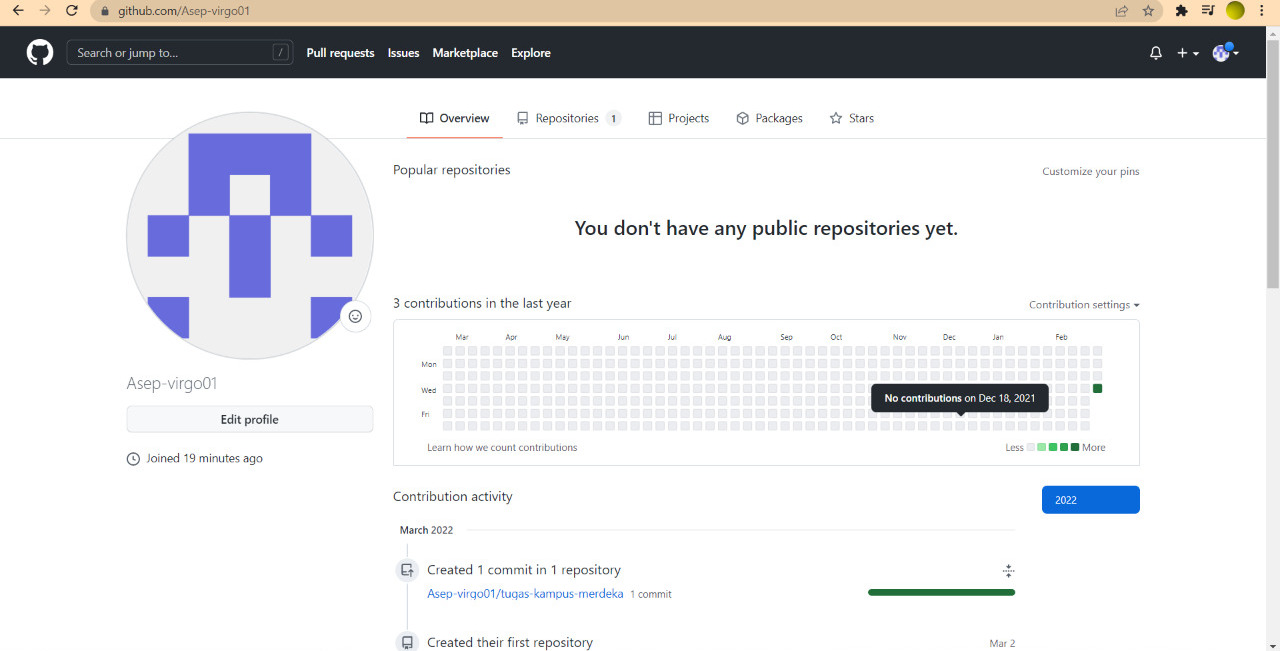 github.com/Asep-virgo01
Search or jump to... / Pull requests Issues Marketplace Explore
Overview Repositories 1 Projects Packages Stars
Popular repositories Customize your pins
You don't have any public repositories yet.
3 contributions in the last year Contribution settings
Mar Apr May Jun Jul Aug Sep Oct Nov Dec Jan Feb
Mon
Wed
Fri
No contributions on Dec 18, 2021
Learn how we count contributions Less More
Asep-virgo01
Edit profile
Joined 19 minutes ago
Contribution activity 2022
March 2022
Created 1 commit in 1 repository
Asep-virgo01/tugas-kampus-merdeka 1 commit
Created their first repository Mar 2